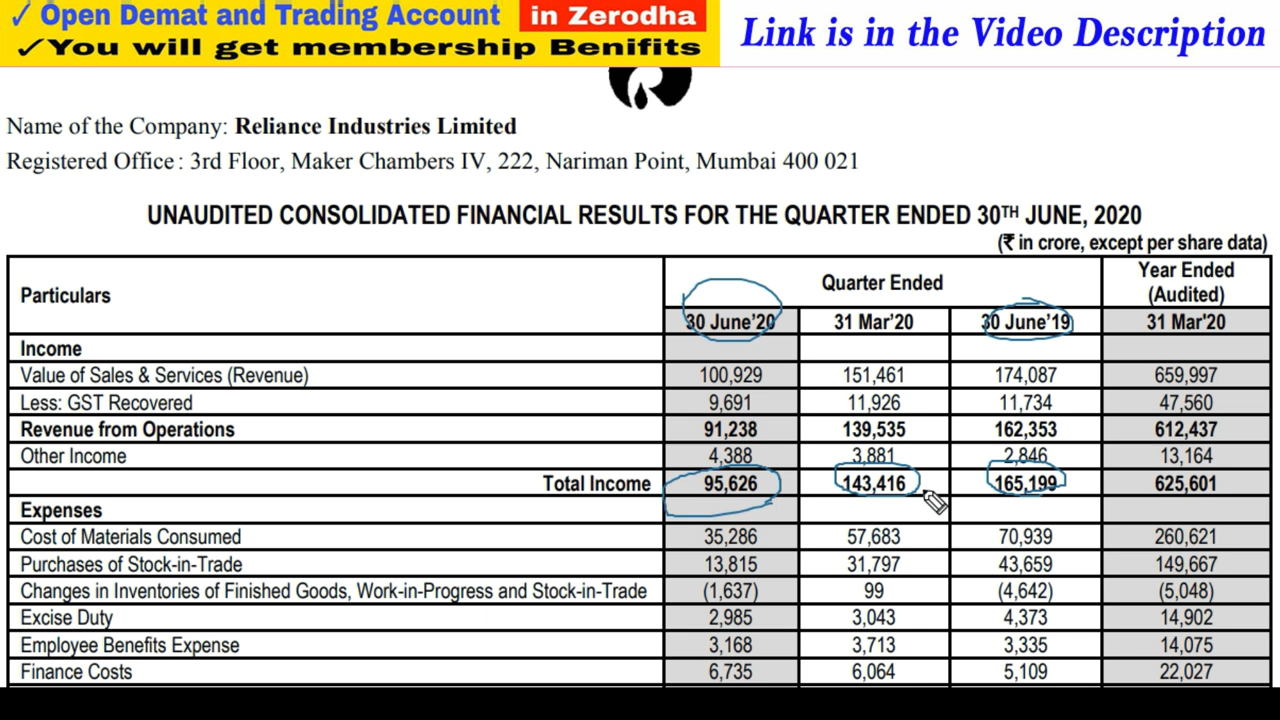 ✓ Open Demat and Trading Account in Zerodha
✓You will get membership Benifits
Link is in the Video Description
Name of the Company: Reliance Industries Limited
Registered Office : 3rd Floor, Maker Chambers IV, 222, Nariman Point, Mumbai 400 021
UNAUDITED CONSOLIDATED FINANCIAL RESULTS FOR THE QUARTER ENDED 30TH JUNE, 2020
(₹ in crore, except per share data)
Particulars Quarter Ended Year Ended (Audited)
30 June'20 31 Mar'20 30 June'19 31 Mar'20
Income
Value of Sales & Services (Revenue) 100,929 151,461 174,087 659,997
Less: GST Recovered 9,691 11,926 11,734 47,560
Revenue from Operations 91,238 139,535 162,353 612,437
Other Income 4,388 3,881 2,846 13,164
Total Income 95,626 143,416 165,199 625,601
Expenses
Cost of Materials Consumed 35,286 57,683 70,939 260,621
Purchases of Stock-in-Trade 13,815 31,797 43,659 149,667
Changes in Inventories of Finished Goods, Work-in-Progress and Stock-in-Trade (1,637) 99 (4,642) (5,048)
Excise Duty 2,985 3,043 4,373 14,902
Employee Benefits Expense 3,168 3,713 3,335 14,075
Finance Costs 6,735 6,064 5,109 22,027